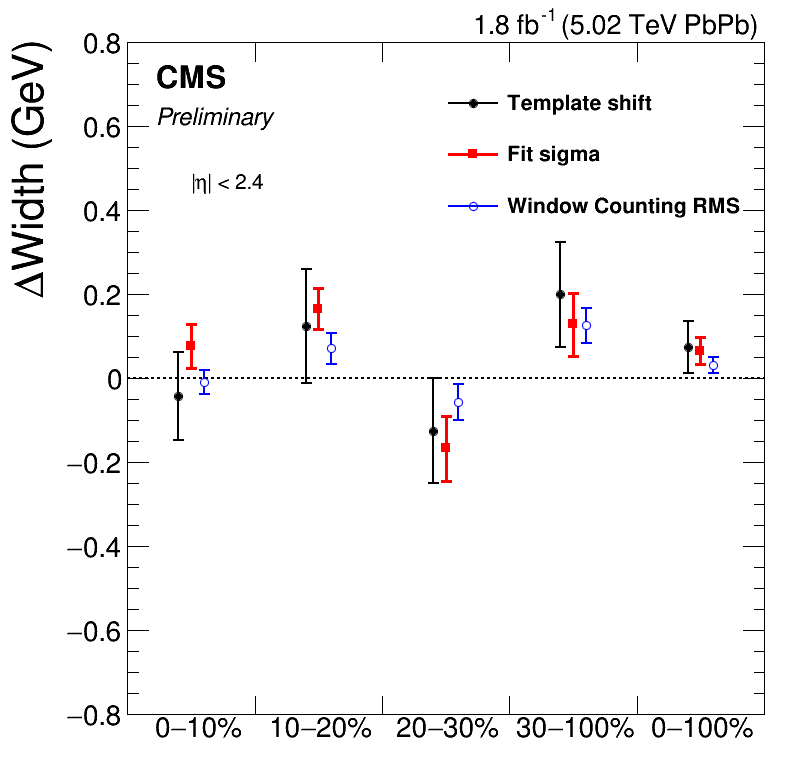 1.8 fb-1 (5.02 TeV PbPb)
ΔWidth (GeV)
CMS
Preliminary
|η| < 2.4
Template shift
Fit sigma
Window Counting RMS
0.8
0.6
0.4
0.2
0
−0.2
−0.4
−0.6
−0.8
0–10% 10–20% 20–30% 30–100% 0–100%